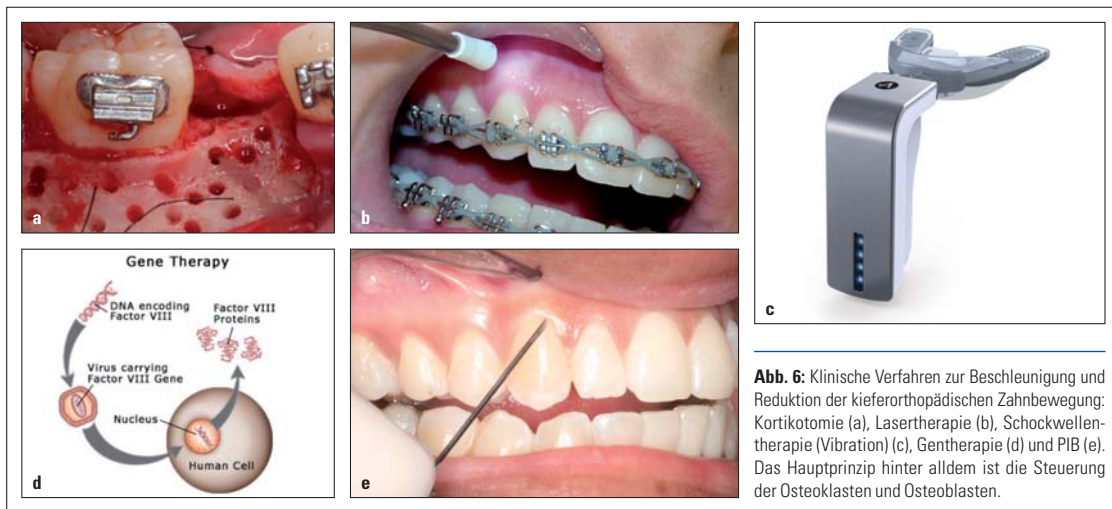 a
b
c
Gene Therapy
DNA encoding
Factor VIII
Factor VIII
Proteins
Virus carrying
Factor VIII Gene
Nucleus
Human Cell
d
e
Abb. 6: Klinische Verfahren zur Beschleunigung und
Reduktion der kieferorthopädischen Zahnbewegung:
Kortikotomie (a), Lasertherapie (b), Schockwellen-
therapie (Vibration) (c), Gentherapie (d) und PIB (e).
Das Hauptprinzip hinter alldem ist die Steuerung
der Osteoklasten und Osteoblasten.